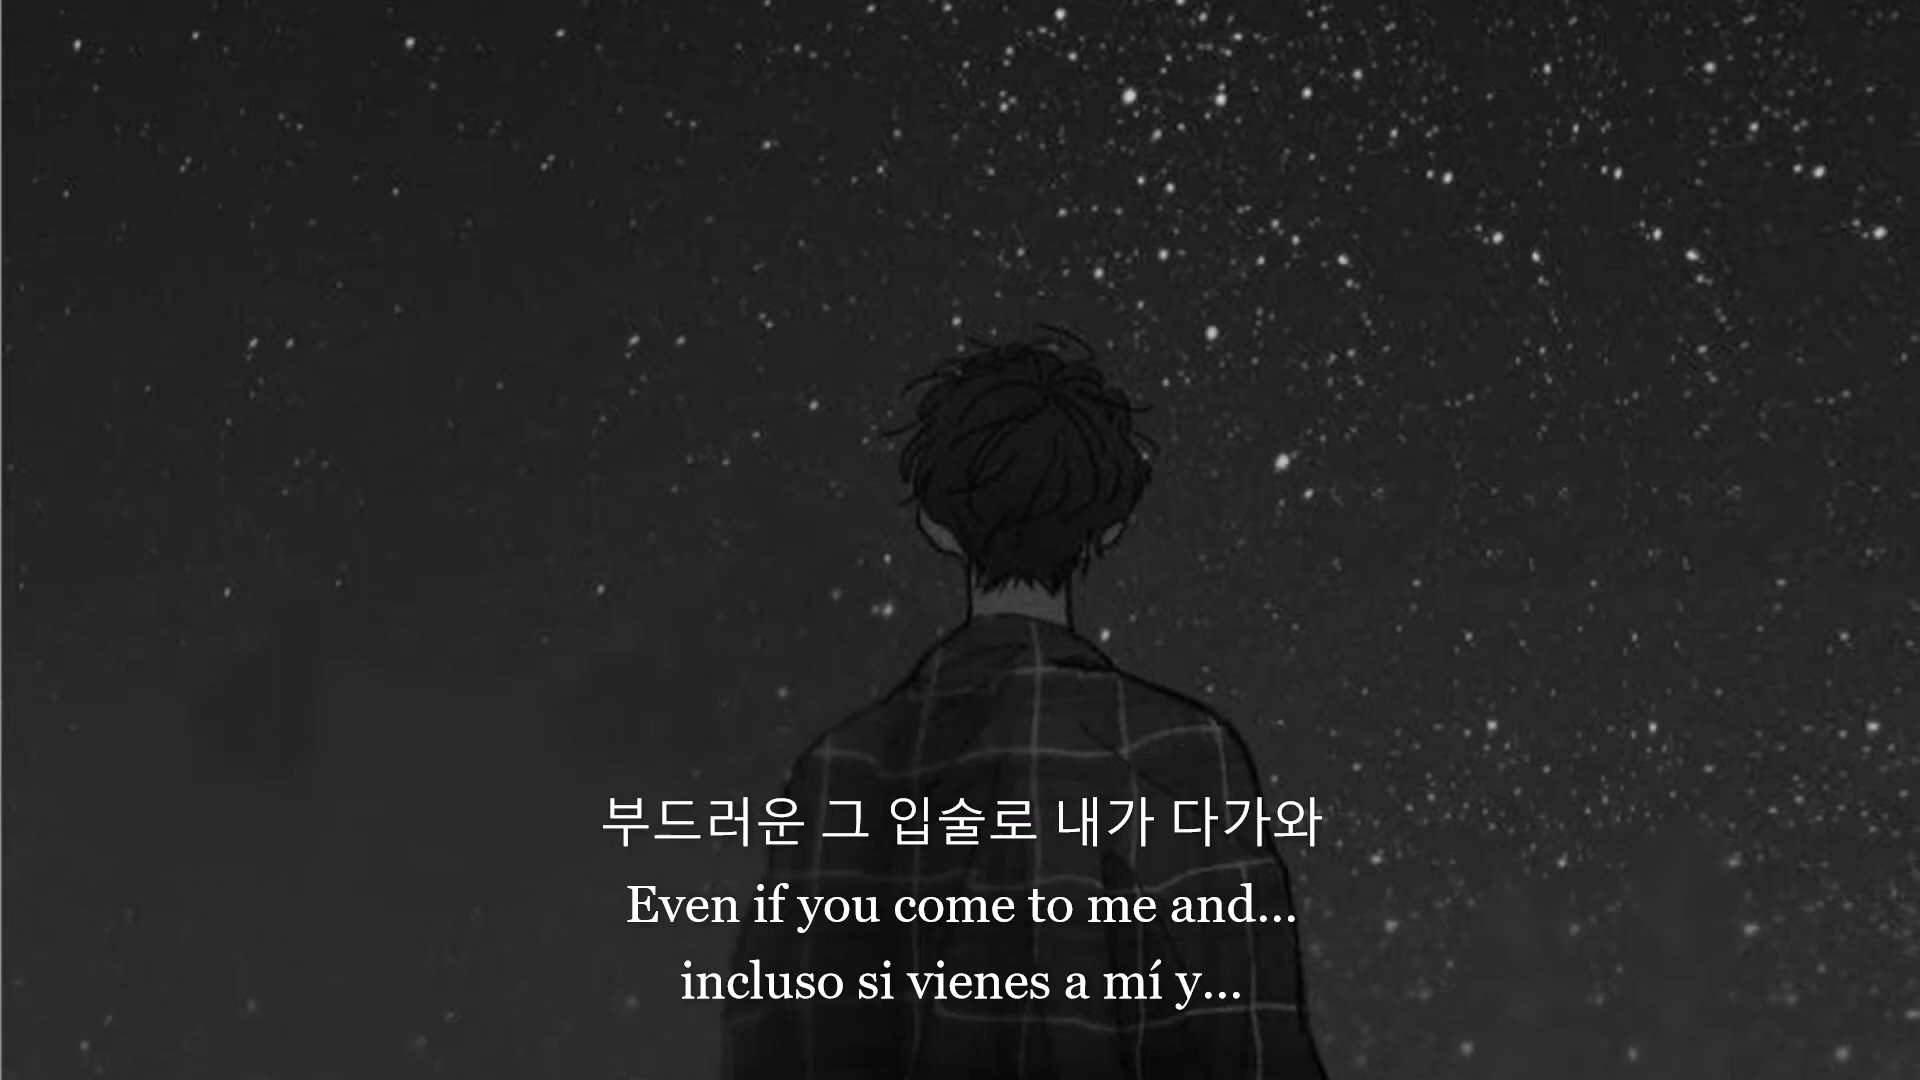 부드러운 그 입술로 내가 다가와
Even if you come to me and...
incluso si vienes a mí y...